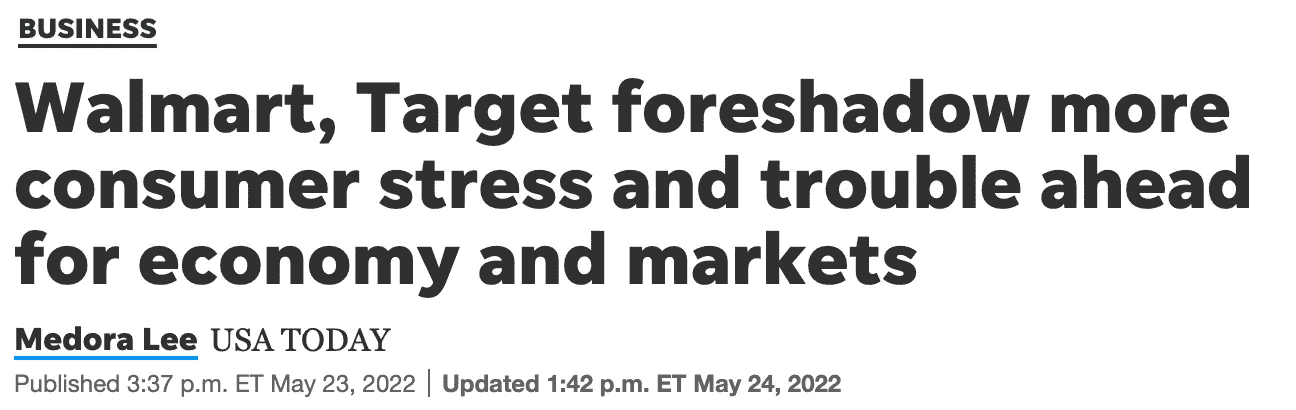 BUSINESS
Walmart, Target foreshadow more
consumer stress and trouble ahead
for economy and markets
Medora Lee USA TODAY
Published 3:37 p.m. ET May 23, 2022 | Updated 1:42 p.m. ET May 24, 2022